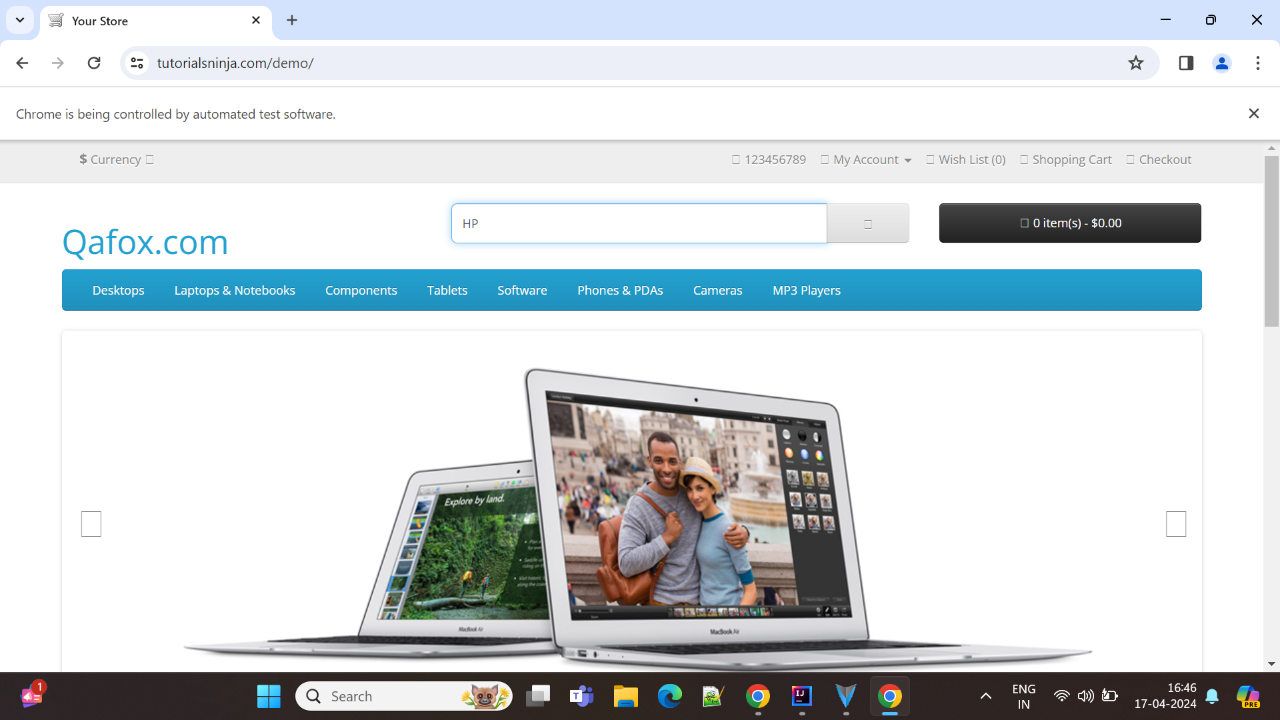 Your Store
tutorialsninja.com/demo/
Chrome is being controlled by automated test software.
$ Currency
123456789
My Account
Wish List (0)
Shopping Cart
Checkout
Qafox.com
HP
0 item(s) - $0.00
Desktops
Laptops & Notebooks
Components
Tablets
Software
Phones & PDAs
Cameras
MP3 Players
Explore by land.
MacBook Air
MacBook Air
1
Search
ENG
IN
16:46
17-04-2024
PRE